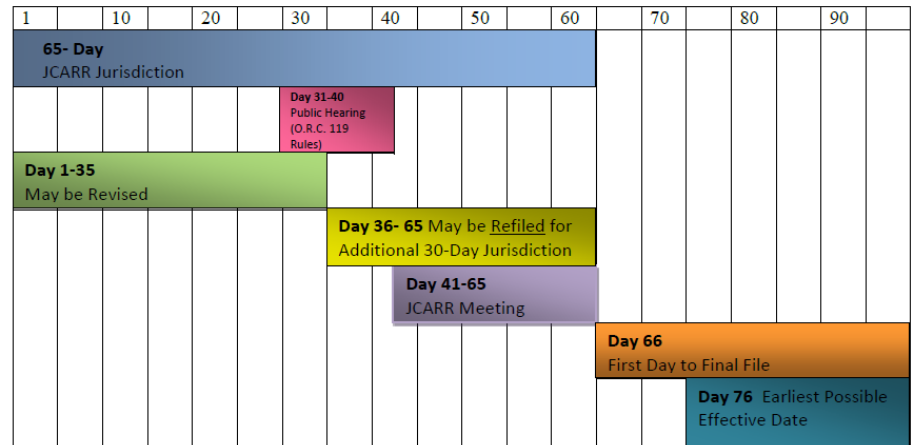 1 10 20 30 40 50 60 70 80 90
65- Day
JCARR Jurisdiction
Day 31-40
Public Hearing
(O.R.C. 119
Rules)
Day 1-35
May be Revised
Day 36- 65 May be Refiled for
Additional 30-Day Jurisdiction
Day 41-65
JCARR Meeting
Day 66
First Day to Final File
Day 76 Earliest Possible
Effective Date